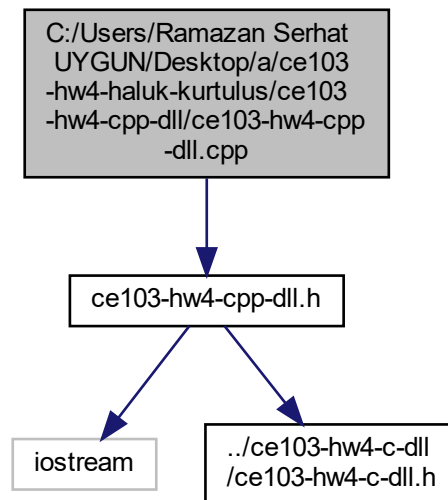 C:/Users/Ramazan Serhat
UYGUN/Desktop/a/ce103
-hw4-haluk-kurtulus/ce103
-hw4-cpp-dll/ce103-hw4-cpp
-dll.cpp
ce103-hw4-cpp-dll.h
iostream
../ce103-hw4-c-dll
/ce103-hw4-c-dll.h